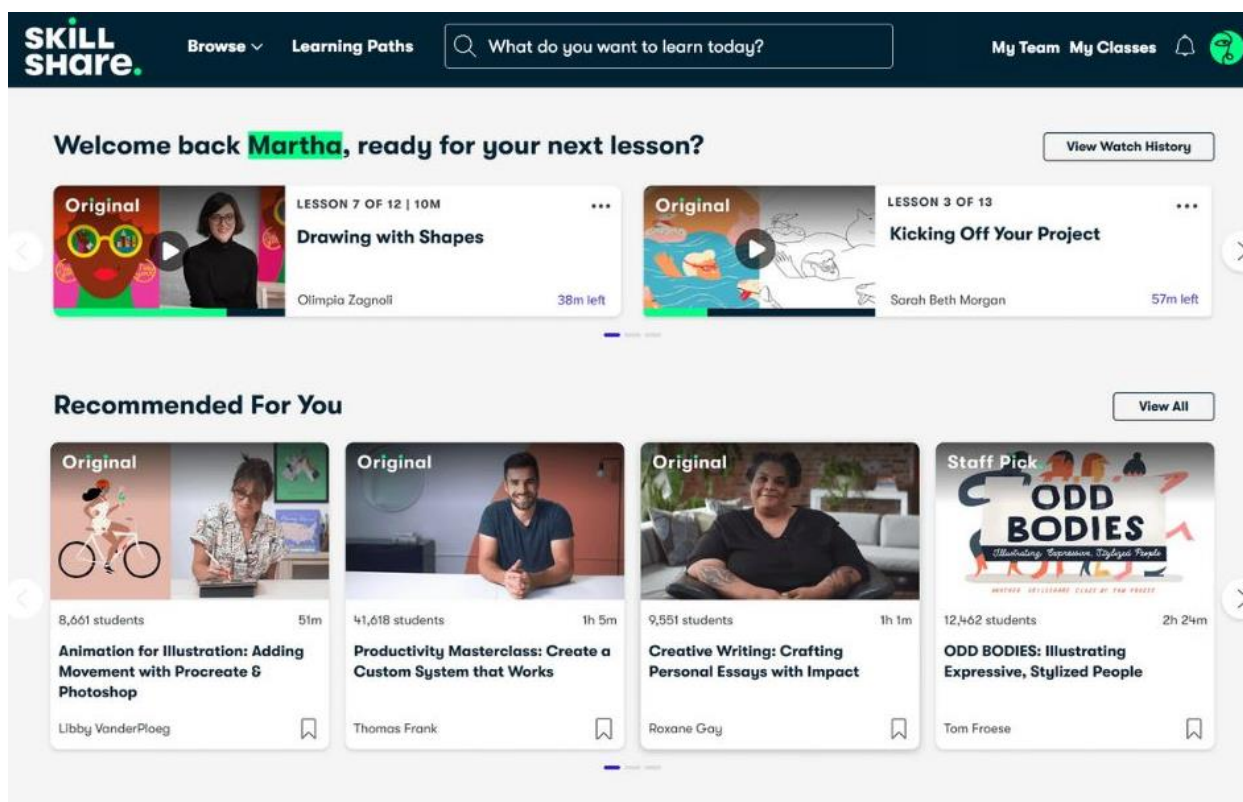 SKILL
SHare.
Browse
Learning Paths
What do you want to learn today?
My Team
My Classes
Welcome back Martha, ready for your next lesson?
View Watch History
Original
LESSON 7 OF 12 | 10M
Drawing with Shapes
Olimpia Zagnoli
38m left
Original
LESSON 3 OF 13
Kicking Off Your Project
Sarah Beth Morgan
57m left
Recommended For You
View All
Original
8,661 students
51m
Animation for Illustration: Adding
Movement with Procreate &
Photoshop
Libby VanderPloeg
Original
41,618 students
1h 5m
Productivity Masterclass: Create a
Custom System that Works
Thomas Frank
Original
9,551 students
1h 1m
Creative Writing: Crafting
Personal Essays with Impact
Roxane Gay
Staff Pick
ODD
BODIES
Illustrating Expressive, Stylized People
ANOTHER SKILLSHARE CLASS BY TOM FROESE
12,462 students
2h 24m
ODD BODIES: Illustrating
Expressive, Stylized People
Tom Froese